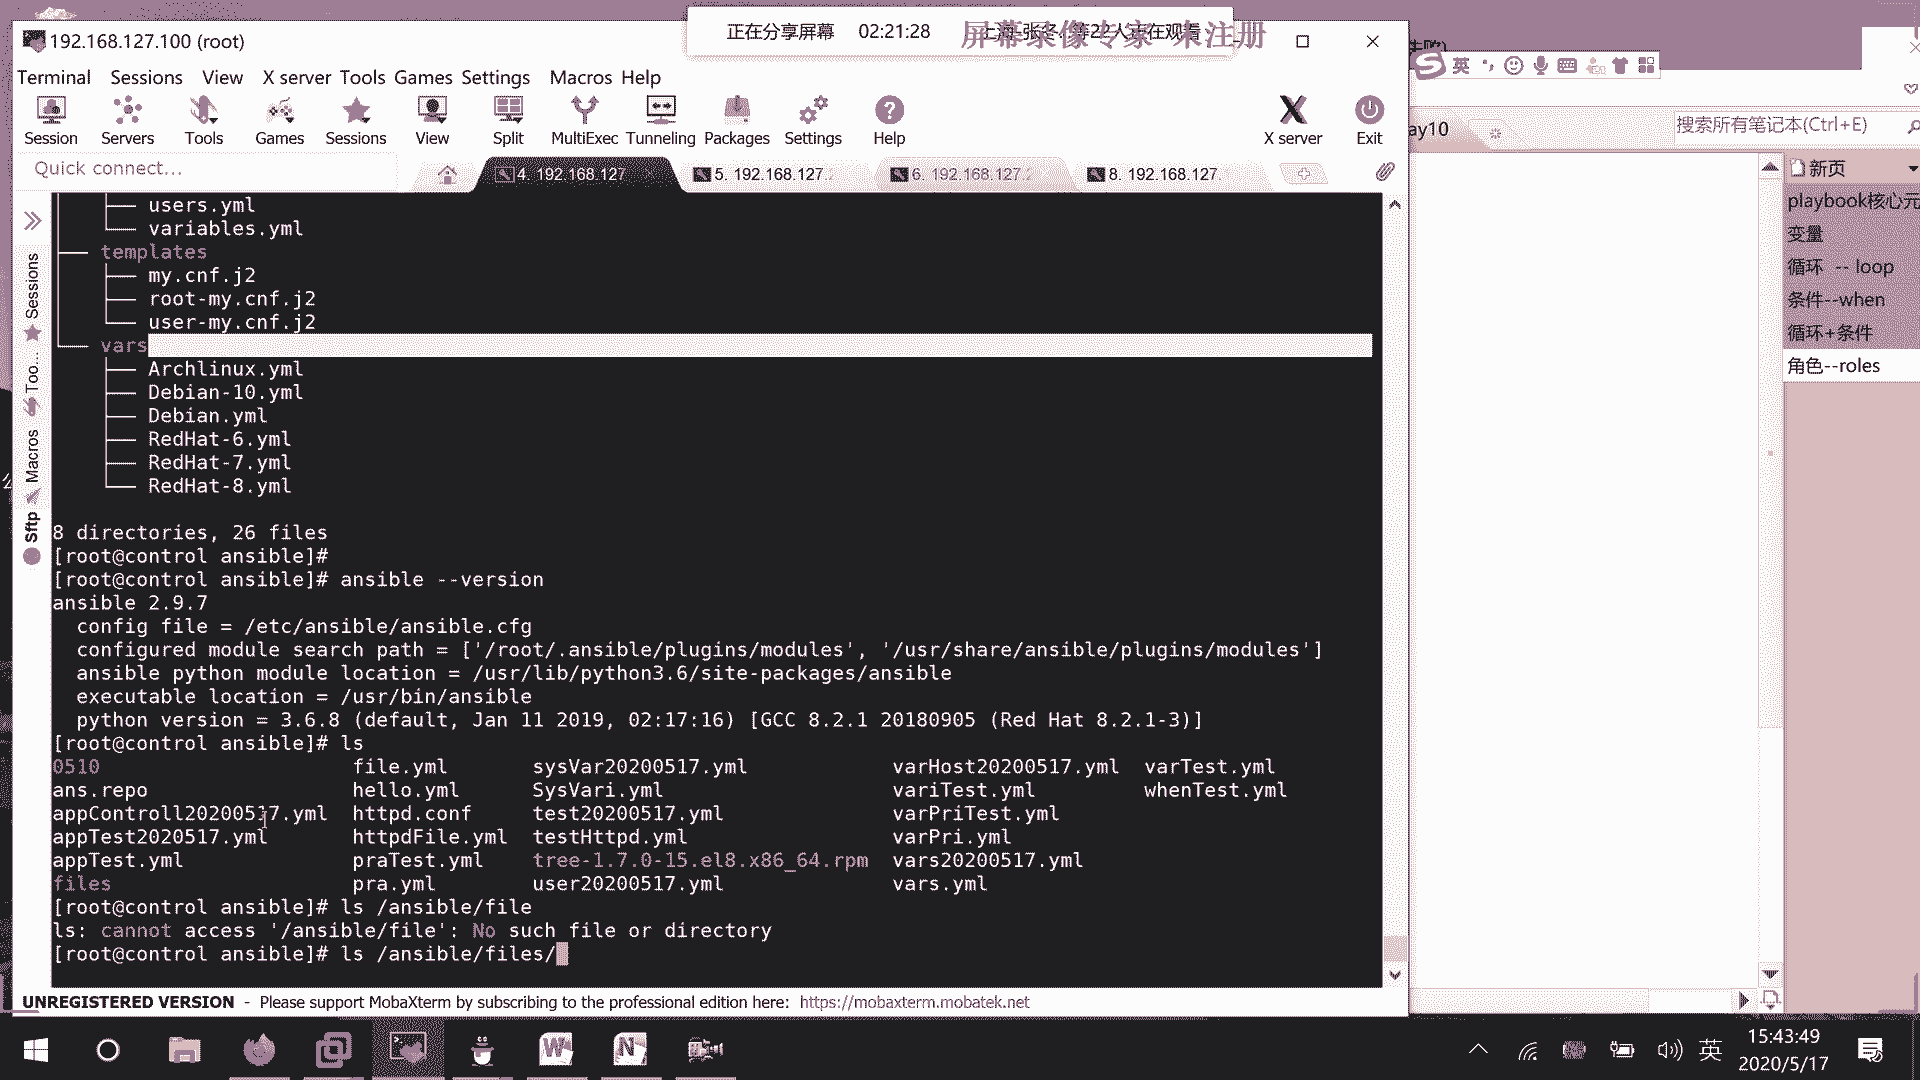 正在分享屏幕 02:21:28 上海-张冬. 等22人正在观看
屏幕录像专家 未注册
192.168.127.100 (root)
Terminal Sessions View X server Tools Games Settings Macros Help
Session Servers Tools Games Sessions View Split MultiExec Tunneling Packages Settings Help X server Exit
英
ay10
搜索所有笔记本(Ctrl+E)
Quick connect...
4. 192.168.127
5. 192.168.127.
6. 192.168.127.
8. 192.168.127.
新页
playbook核心元
变量
循环 -- loop
条件--when
循环+条件
角色--roles
Sessions
Too...
Macros
Sftp
├── users.yml
└── variables.yml
├── templates
├── my.cnf.j2
├── root-my.cnf.j2
└── user-my.cnf.j2
└── vars
├── Archlinux.yml
├── Debian-10.yml
├── Debian.yml
├── RedHat-6.yml
├── RedHat-7.yml
└── RedHat-8.yml
8 directories, 26 files
[root@control ansible]#
[root@control ansible]# ansible --version
ansible 2.9.7
config file = /etc/ansible/ansible.cfg
configured module search path = ['/root/.ansible/plugins/modules', '/usr/share/ansible/plugins/modules']
ansible python module location = /usr/lib/python3.6/site-packages/ansible
executable location = /usr/bin/ansible
python version = 3.6.8 (default, Jan 11 2019, 02:17:16) [GCC 8.2.1 20180905 (Red Hat 8.2.1-3)]
[root@control ansible]# ls
0510 file.yml sysVar20200517.yml varHost20200517.yml varTest.yml
ans.repo hello.yml SysVari.yml variTest.yml whenTest.yml
appControll20200517.yml httpd.conf test20200517.yml varPriTest.yml
appTest2020517.yml httpdFile.yml testHttpd.yml varPri.yml
appTest.yml praTest.yml tree-1.7.0-15.el8.x86_64.rpm vars20200517.yml
files pra.yml user20200517.yml vars.yml
[root@control ansible]# ls /ansible/file
ls: cannot access '/ansible/file': No such file or directory
[root@control ansible]# ls /ansible/files/
UNREGISTERED VERSION - Please support MobaXterm by subscribing to the professional edition here: https://mobaxterm.mobatek.net
英
15:43:49
2020/5/17